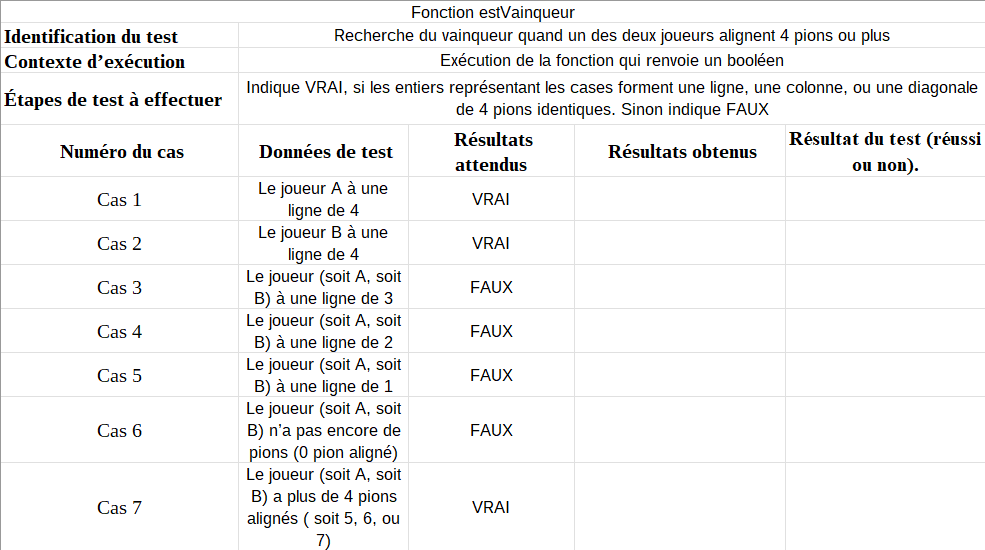 Fonction estVainqueur
Identification du test
Recherche du vainqueur quand un des deux joueurs alignent 4 pions ou plus
Contexte d’exécution
Exécution de la fonction qui renvoie un booléen
Étapes de test à effectuer
Indique VRAI, si les entiers représentant les cases forment une ligne, une colonne, ou une diagonale
de 4 pions identiques. Sinon indique FAUX
Numéro du cas
Données de test
Résultats
attendus
Résultats obtenus
Résultat du test (réussi
ou non).
Cas 1
Le joueur A à une
ligne de 4
VRAI
Cas 2
Le joueur B à une
ligne de 4
VRAI
Cas 3
Le joueur (soit A, soit
B) à une ligne de 3
FAUX
Cas 4
Le joueur (soit A, soit
B) à une ligne de 2
FAUX
Cas 5
Le joueur (soit A, soit
B) à une ligne de 1
FAUX
Cas 6
Le joueur (soit A, soit
B) n’a pas encore de
pions (0 pion aligné)
FAUX
Cas 7
Le joueur (soit A, soit
B) a plus de 4 pions
alignés ( soit 5, 6, ou
7)
VRAI